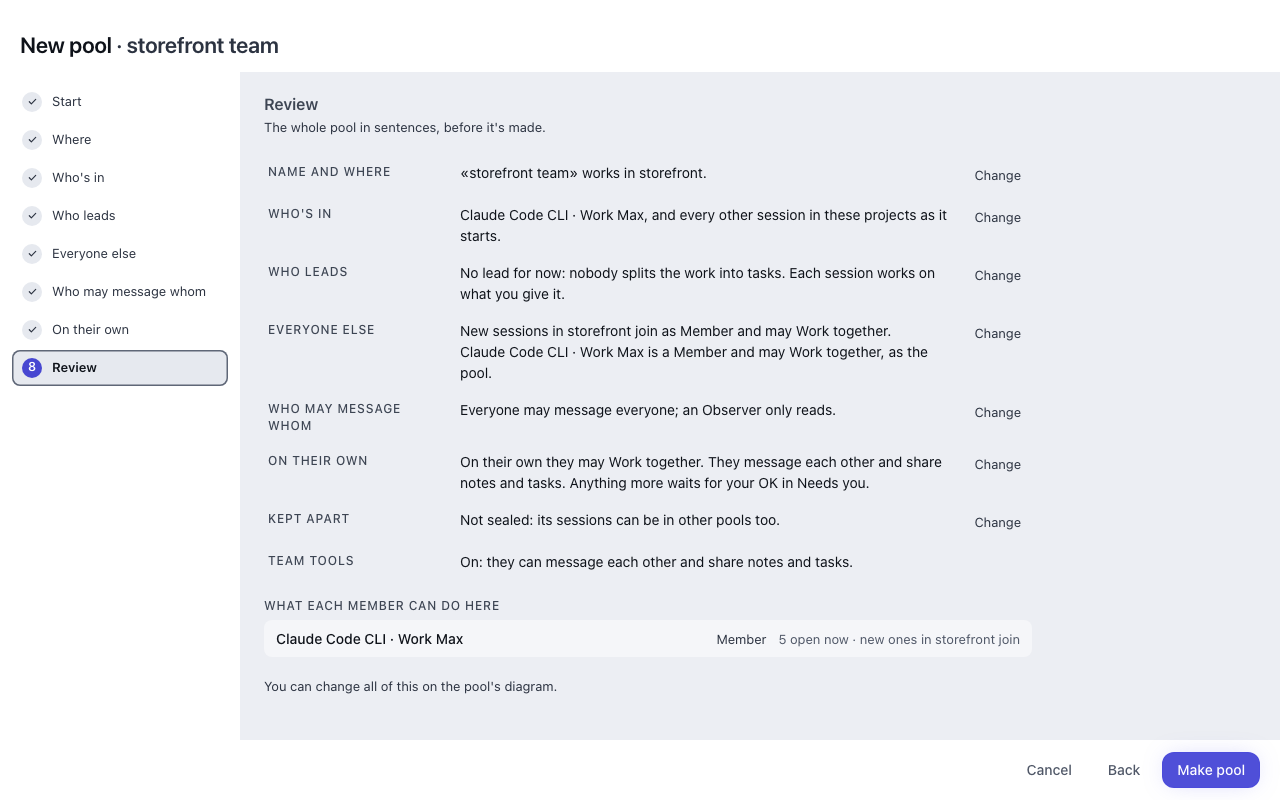 New pool · storefront team
Start
Where
Who's in
Who leads
Everyone else
Who may message whom
On their own
8 Review
Review
The whole pool in sentences, before it's made.
NAME AND WHERE
«storefront team» works in storefront.
Change
WHO'S IN
Claude Code CLI · Work Max, and every other session in these projects as it
starts.
Change
WHO LEADS
No lead for now: nobody splits the work into tasks. Each session works on
what you give it.
Change
EVERYONE ELSE
New sessions in storefront join as Member and may Work together.
Claude Code CLI · Work Max is a Member and may Work together, as the
pool.
Change
WHO MAY MESSAGE
WHOM
Everyone may message everyone; an Observer only reads.
Change
ON THEIR OWN
On their own they may Work together. They message each other and share
notes and tasks. Anything more waits for your OK in Needs you.
Change
KEPT APART
Not sealed: its sessions can be in other pools too.
Change
TEAM TOOLS
On: they can message each other and share notes and tasks.
WHAT EACH MEMBER CAN DO HERE
Claude Code CLI · Work Max
Member
5 open now · new ones in storefront join
You can change all of this on the pool's diagram.
Cancel
Back
Make pool